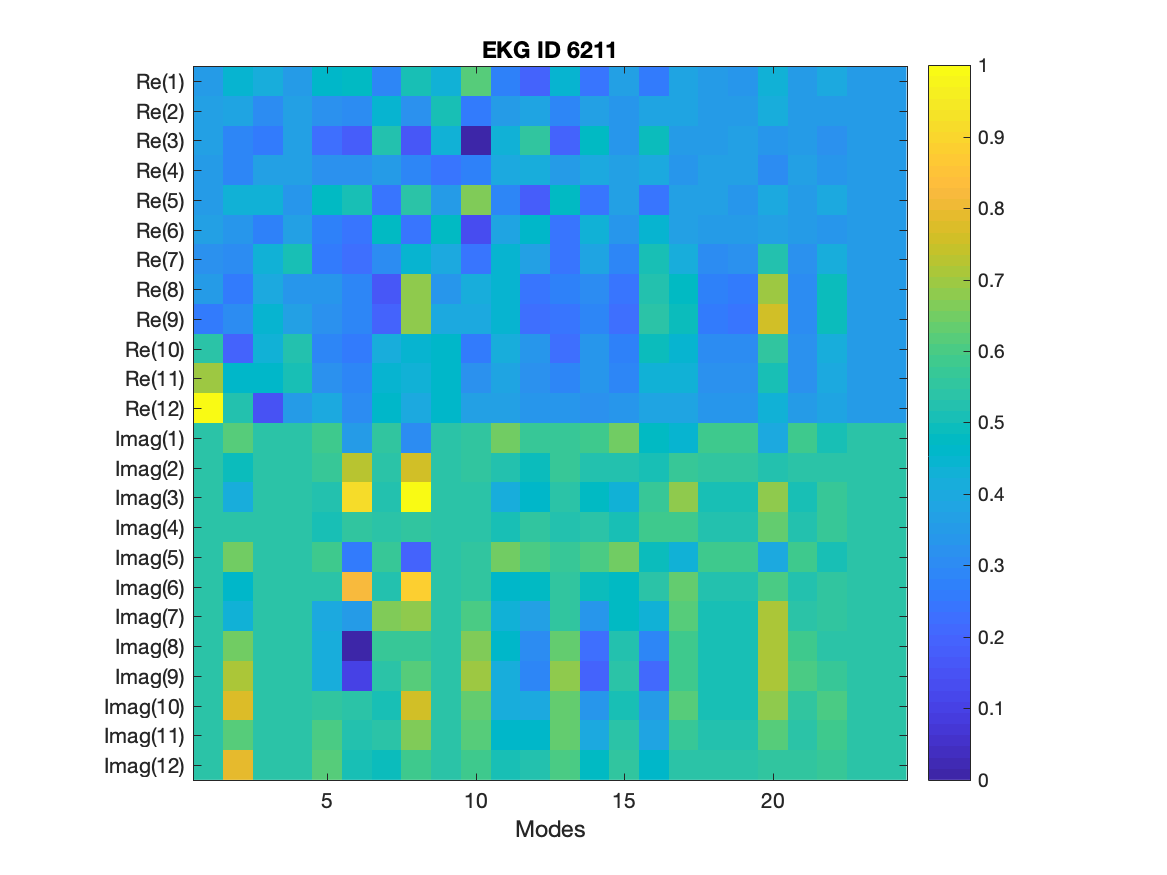 EKG ID 6211
Re(1)
Re(2)
Re(3)
Re(4)
Re(5)
Re(6)
Re(7)
Re(8)
Re(9)
Re(10)
Re(11)
Re(12)
Imag(1)
Imag(2)
Imag(3)
Imag(4)
Imag(5)
Imag(6)
Imag(7)
Imag(8)
Imag(9)
Imag(10)
Imag(11)
Imag(12)
5 10 15 20
Modes
1
0.9
0.8
0.7
0.6
0.5
0.4
0.3
0.2
0.1
0